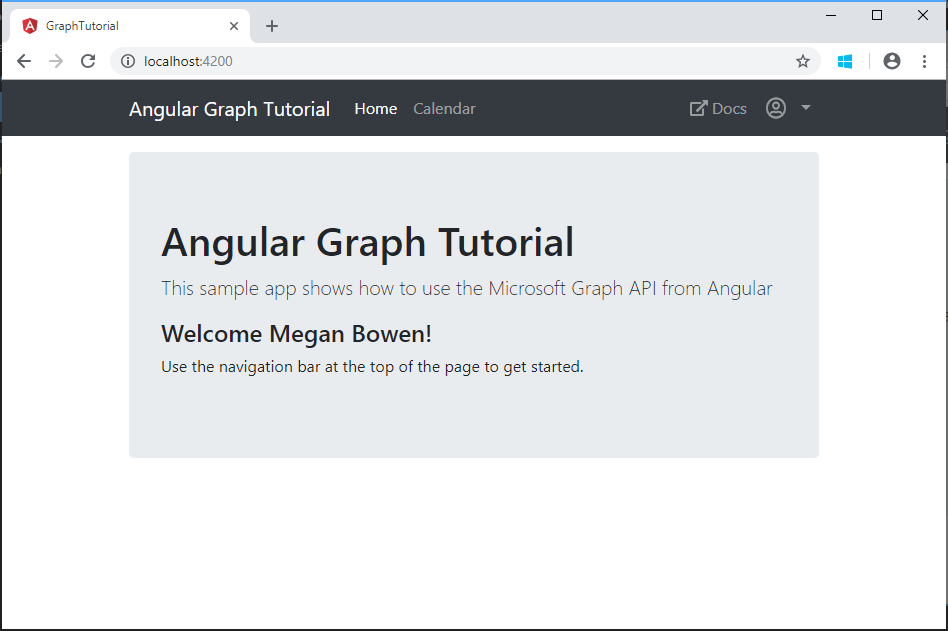 GraphTutorial
localhost:4200
Angular Graph Tutorial Home Calendar Docs
Angular Graph Tutorial
This sample app shows how to use the Microsoft Graph API from Angular
Welcome Megan Bowen!
Use the navigation bar at the top of the page to get started.